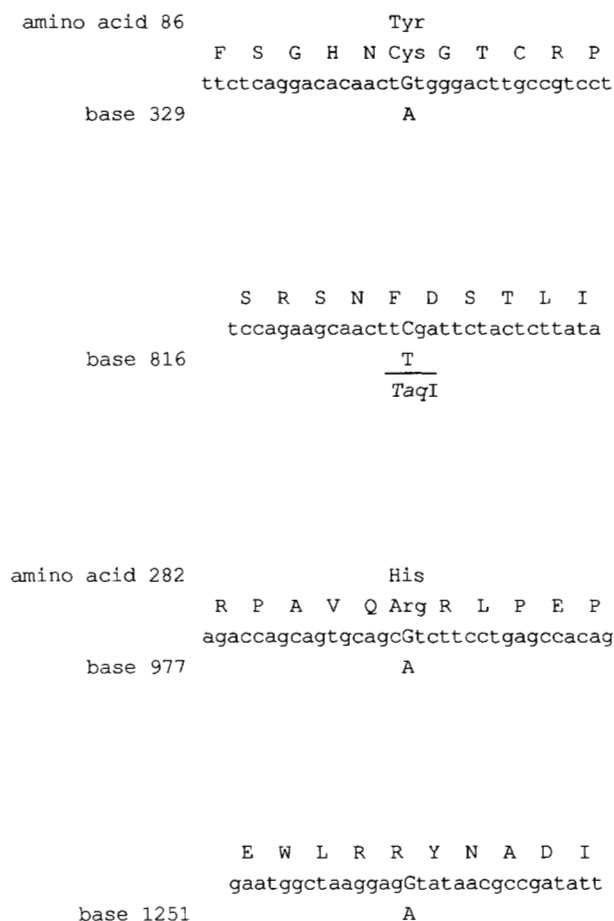 amino acid 86 Tyr
F S G H N Cys G T C R P
ttctcaggacacaactGtgggacttgccgtcct
base 329 A
S R S N F D S T L I
tccagaagcaacttCgattctactcttata
base 816 T
TaqI
amino acid 282 His
R P A V Q Arg R L P E P
agaccagcagtgcagcGtcttcctgagccacag
base 977 A
E W L R R Y N A D I
gaatggctaaggagGtataacgccgatatt
base 1251 A